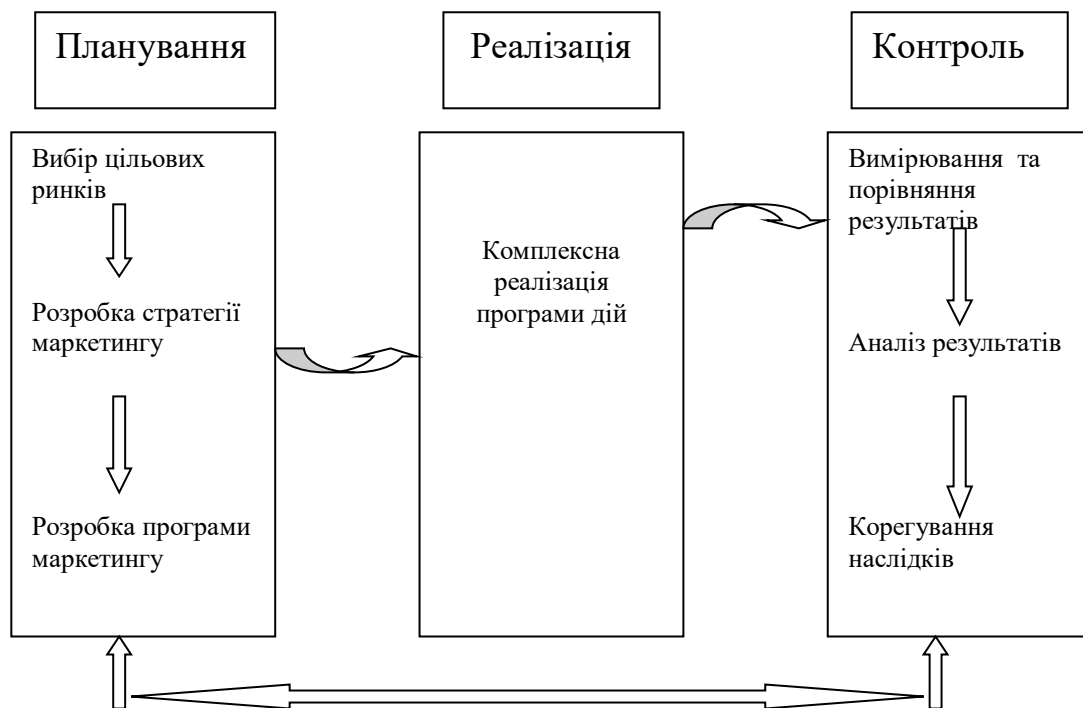 Планування
Реалізація
Контроль
Вибір цільових
ринків
Розробка стратегії
маркетингу
Розробка програми
маркетингу
Комплексна
реалізація
програми дій
Вимірювання та
порівняння
результатів
Аналіз результатів
Корегування
наслідків